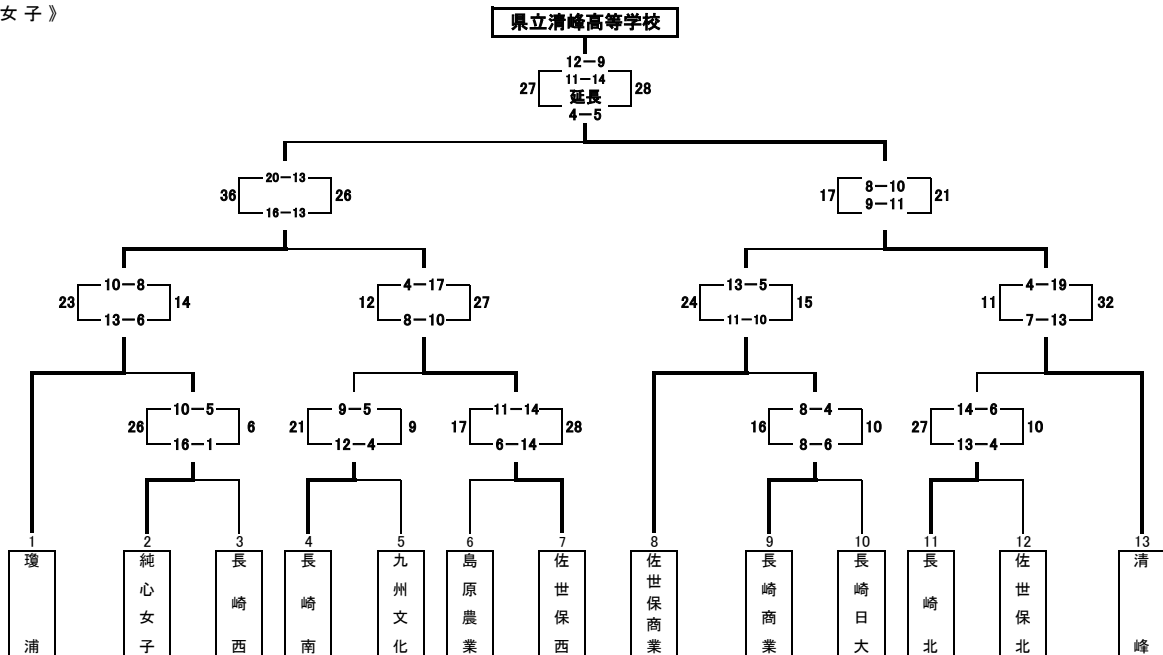 女 子 》
県立清峰高等学校
12－9
27 11－14 28
延長
4－5
20－13
36 26
16－13
8－10
17 21
9－11
10－8
23 14
13－6
4－17
12 27
8－10
13－5
24 15
11－10
4－19
11 32
7－13
10－5
26 6
16－1
9－5
21 9
12－4
11－14
17 28
6－14
8－4
16 10
8－6
14－6
27 10
13－4
1 2 3 4 5 6 7 8 9 10 11 12 13
瓊浦
純心女子
長崎西
長崎南
九州文化
島原農業
佐世保西
佐世保商業
長崎商業
長崎日大
長崎北
佐世保北
清峰